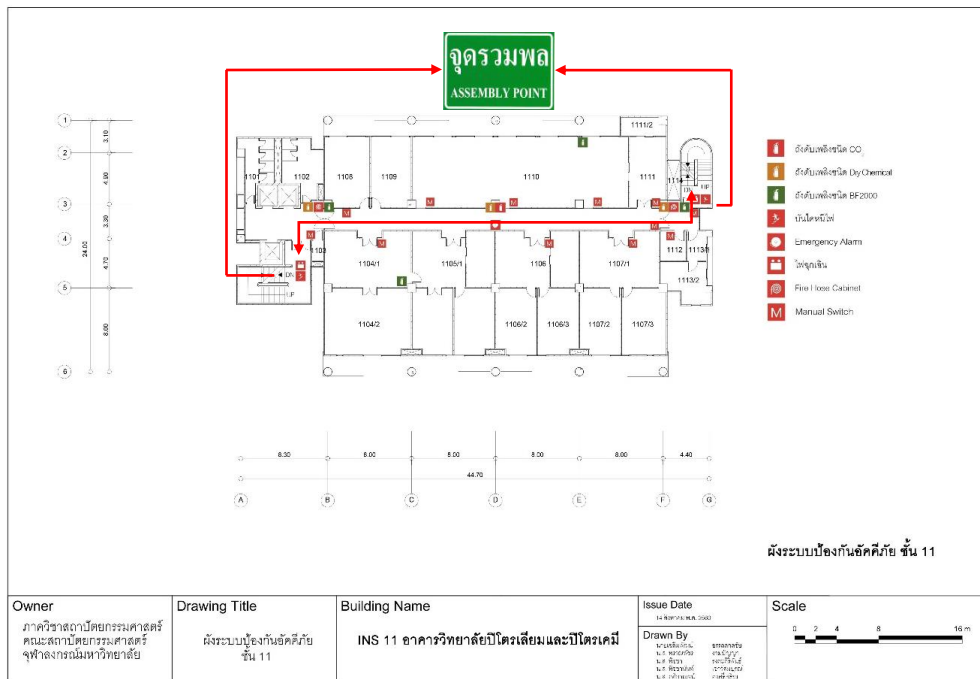 จุดรวมพล
ASSEMBLY POINT
1
2
3
4
5
6
3.10
4.90
3.30
4.70
8.00
24.00
1101
1102
1108
1109
1110
1111
1111/2
1114
DN
UP
1103
1104/1
1105/1
1106
1107/1
1112
1113/1
1113/2
DN
UP
1104/2
1106/2
1106/3
1107/2
1107/3
M
M
M
M
M
M
M
M
M
M
ถังดับเพลิงชนิด CO2
ถังดับเพลิงชนิด Dry Chemical
ถังดับเพลิงชนิด BF2000
บันไดหนีไฟ
Emergency Alarm
ไฟฉุกเฉิน
Fire Hose Cabinet
M Manual Switch
8.30 8.00 8.00 8.00 8.00 4.40
44.70
A B C D E F G
ผังระบบป้องกันอัคคีภัย ชั้น 11
Owner
ภาควิชาสถาปัตยกรรมศาสตร์
คณะสถาปัตยกรรมศาสตร์
จุฬาลงกรณ์มหาวิทยาลัย
Drawing Title
ผังระบบป้องกันอัคคีภัย
ชั้น 11
Building Name
INS 11 อาคารวิทยาลัยปิโตรเลียมและปิโตรเคมี
Issue Date
Drawn By
Scale
0 2 4 8 16 m